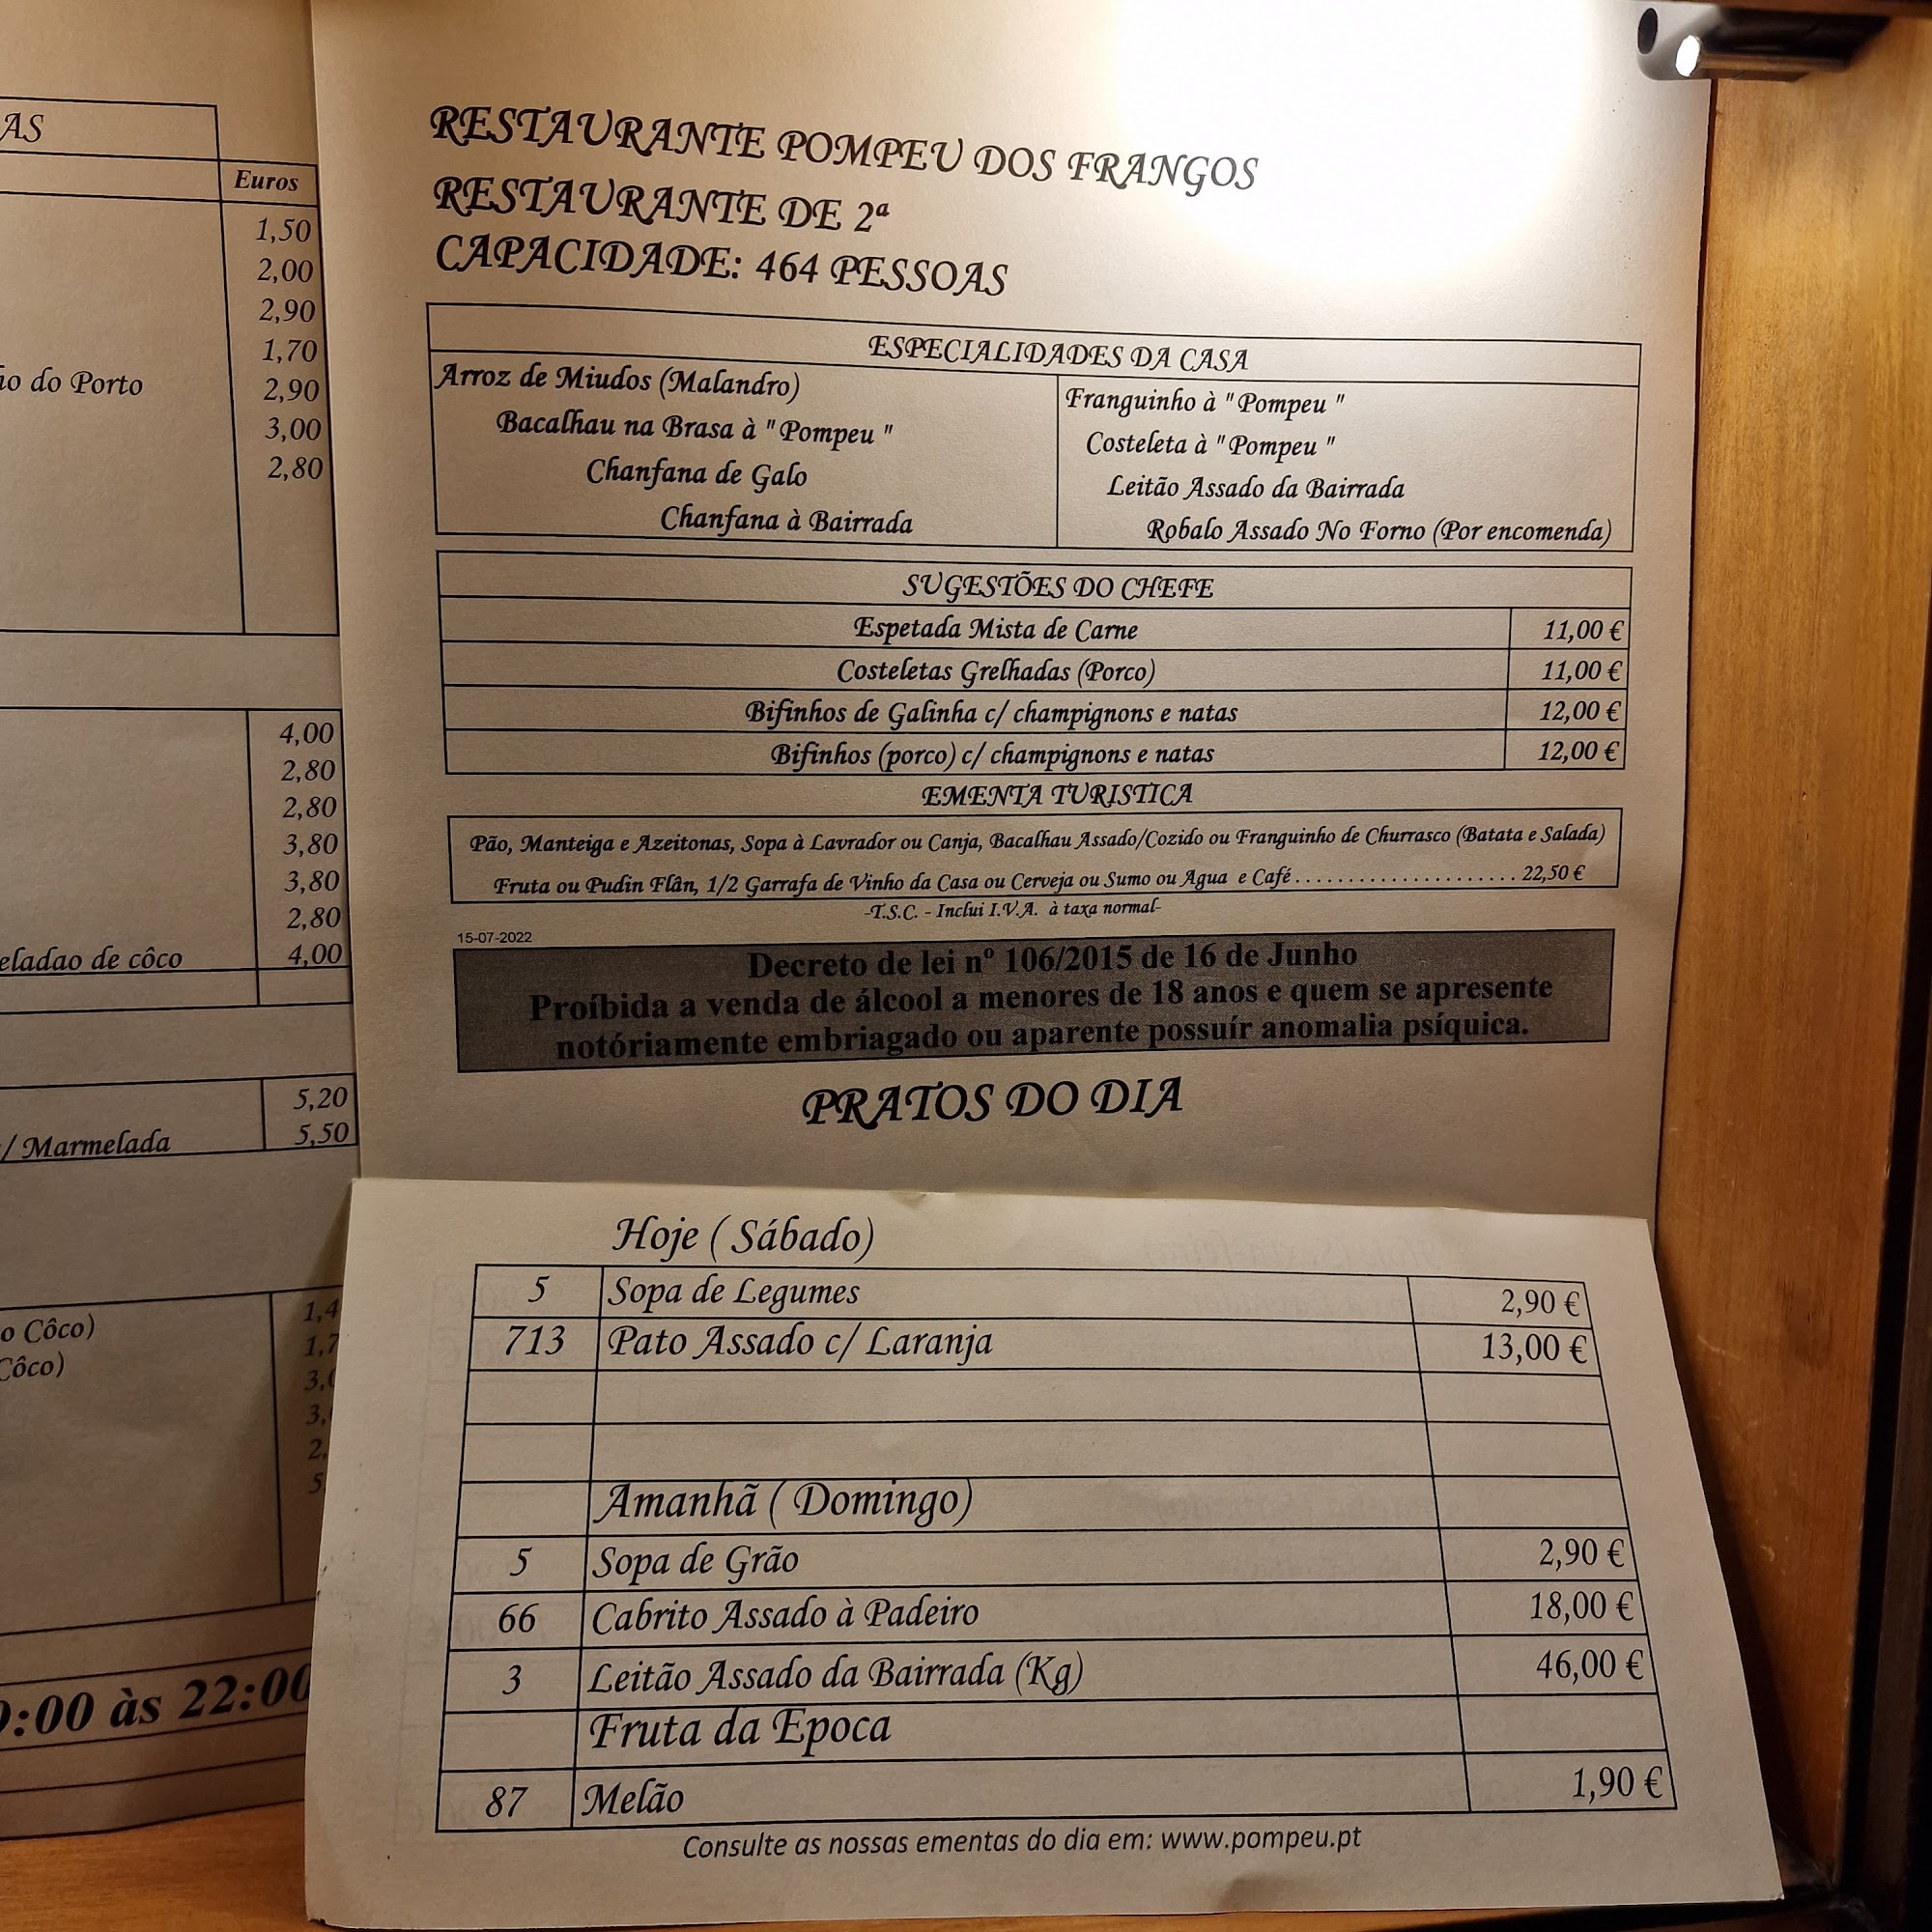 AS
Euros
1,50
2,00
2,90
1,70
do Porto 2,90
3,00
2,80
4,00
2,80
2,80
3,80
3,80
2,80
de côco 4,00
5,20
/ Marmelada 5,50
o Côco)
Côco)
:00 às 22:00
RESTAURANTE POMPEU DOS FRANGOS
RESTAURANTE DE 2ª
CAPACIDADE: 464 PESSOAS
ESPECIALIDADES DA CASA
Arroz de Miudos (Malandro)
Bacalhau na Brasa à "Pompeu "
Chanfana de Galo
Chanfana à Bairrada
Franguinho à "Pompeu "
Costeleta à "Pompeu "
Leitão Assado da Bairrada
Robalo Assado No Forno (Por encomenda)
SUGESTÕES DO CHEFE
Espetada Mista de Carne 11,00 €
Costeletas Grelhadas (Porco) 11,00 €
Bifinhos de Galinha c/ champignons e natas 12,00 €
Bifinhos (porco) c/ champignons e natas 12,00 €
EMENTA TURISTICA
Pão, Manteiga e Azeitonas, Sopa à Lavrador ou Canja, Bacalhau Assado/Cozido ou Franguinho de Churrasco (Batata e Salada)
Fruta ou Pudin Flân, 1/2 Garrafa de Vinho da Casa ou Cerveja ou Sumo ou Agua e Café ..................... 22,50 €
-T.S.C. - Inclui I.V.A. à taxa normal-
15-07-2022
Decreto de lei nº 106/2015 de 16 de Junho
Proíbida a venda de álcool a menores de 18 anos e quem se apresente
notóriamente embriagado ou aparente possuír anomalia psíquica.
PRATOS DO DIA
Hoje ( Sábado)
5 Sopa de Legumes 2,90 €
713 Pato Assado c/ Laranja 13,00 €
Amanhã ( Domingo)
5 Sopa de Grão 2,90 €
66 Cabrito Assado à Padeiro 18,00 €
3 Leitão Assado da Bairrada (Kg) 46,00 €
Fruta da Epoca
87 Melão 1,90 €
Consulte as nossas ementas do dia em: www.pompeu.pt